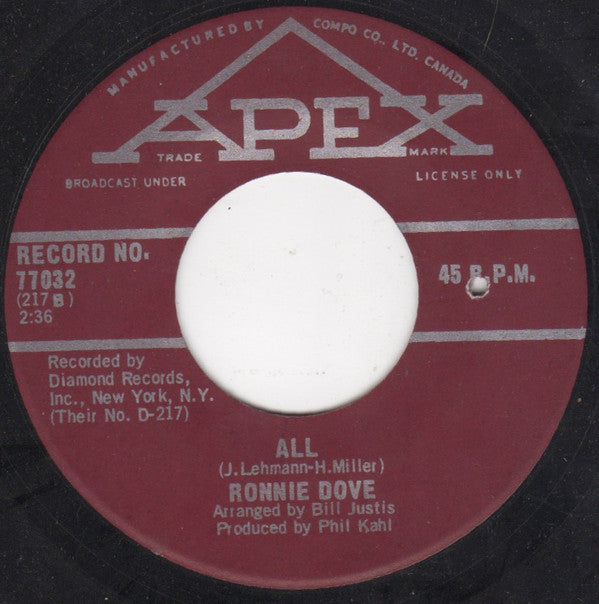 MANUFACTURED BY COMPO CO., LTD. CANADA
APEX
TRADE MARK
BROADCAST UNDER LICENSE ONLY
RECORD NO.
77032
(217 B)
2:36
45 R.P.M.
Recorded by
Diamond Records,
Inc., New York, N.Y.
(Their No. D-217)
ALL
(J. Lehmann-H. Miller)
RONNIE DOVE
Arranged by Bill Justis
Produced by Phil Kahl